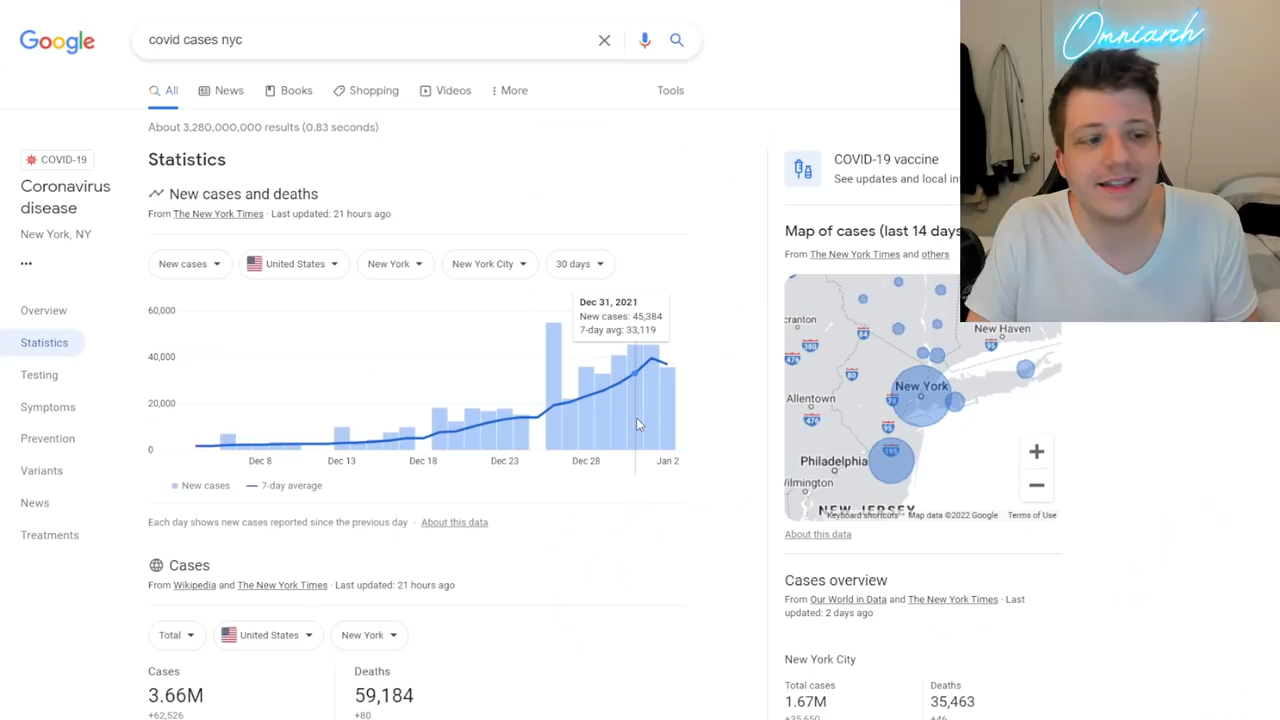 Google
covid cases nyc
Omniarch
All
News
Books
Shopping
Videos
More
Tools
About 3,280,000,000 results (0.83 seconds)
COVID-19
Coronavirus
disease
New York, NY
Overview
Statistics
Testing
Symptoms
Prevention
Variants
News
Treatments
Statistics
New cases and deaths
From The New York Times · Last updated: 21 hours ago
New cases
United States
New York
New York City
30 days
60,000
40,000
20,000
0
Dec 31, 2021
New cases: 45,384
7-day avg: 33,119
Dec 8
Dec 13
Dec 18
Dec 23
Dec 28
Jan 2
New cases
7-day average
Each day shows new cases reported since the previous day · About this data
Cases
From Wikipedia and The New York Times · Last updated: 21 hours ago
Total
United States
New York
Cases
Deaths
3.66M
59,184
+62,526
+80
COVID-19 vaccine
See updates and local in
Map of cases (last 14 days
From The New York Times and others
cranton
New Haven
New York
Allentown
Philadelphia
Wilmington
NEW JERSEY
Keyboard shortcuts
Map data ©2022 Google
Terms of Use
About this data
Cases overview
From Our World in Data and The New York Times · Last
updated: 2 days ago
New York City
Total cases
Deaths
1.67M
35,463
+35,650
+46